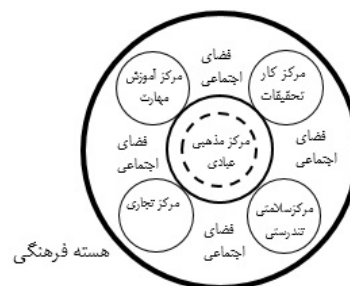 فضای
اجتماعی
مرکز کار
تحقیقات
مرکز آموزش
مهارت
فضای
اجتماعی
مرکز مذهبی
عبادی
فضای
اجتماعی
مرکزسلامتی
تندرستی
فضای
اجتماعی
مرکز تجاری
هسته فرهنگی